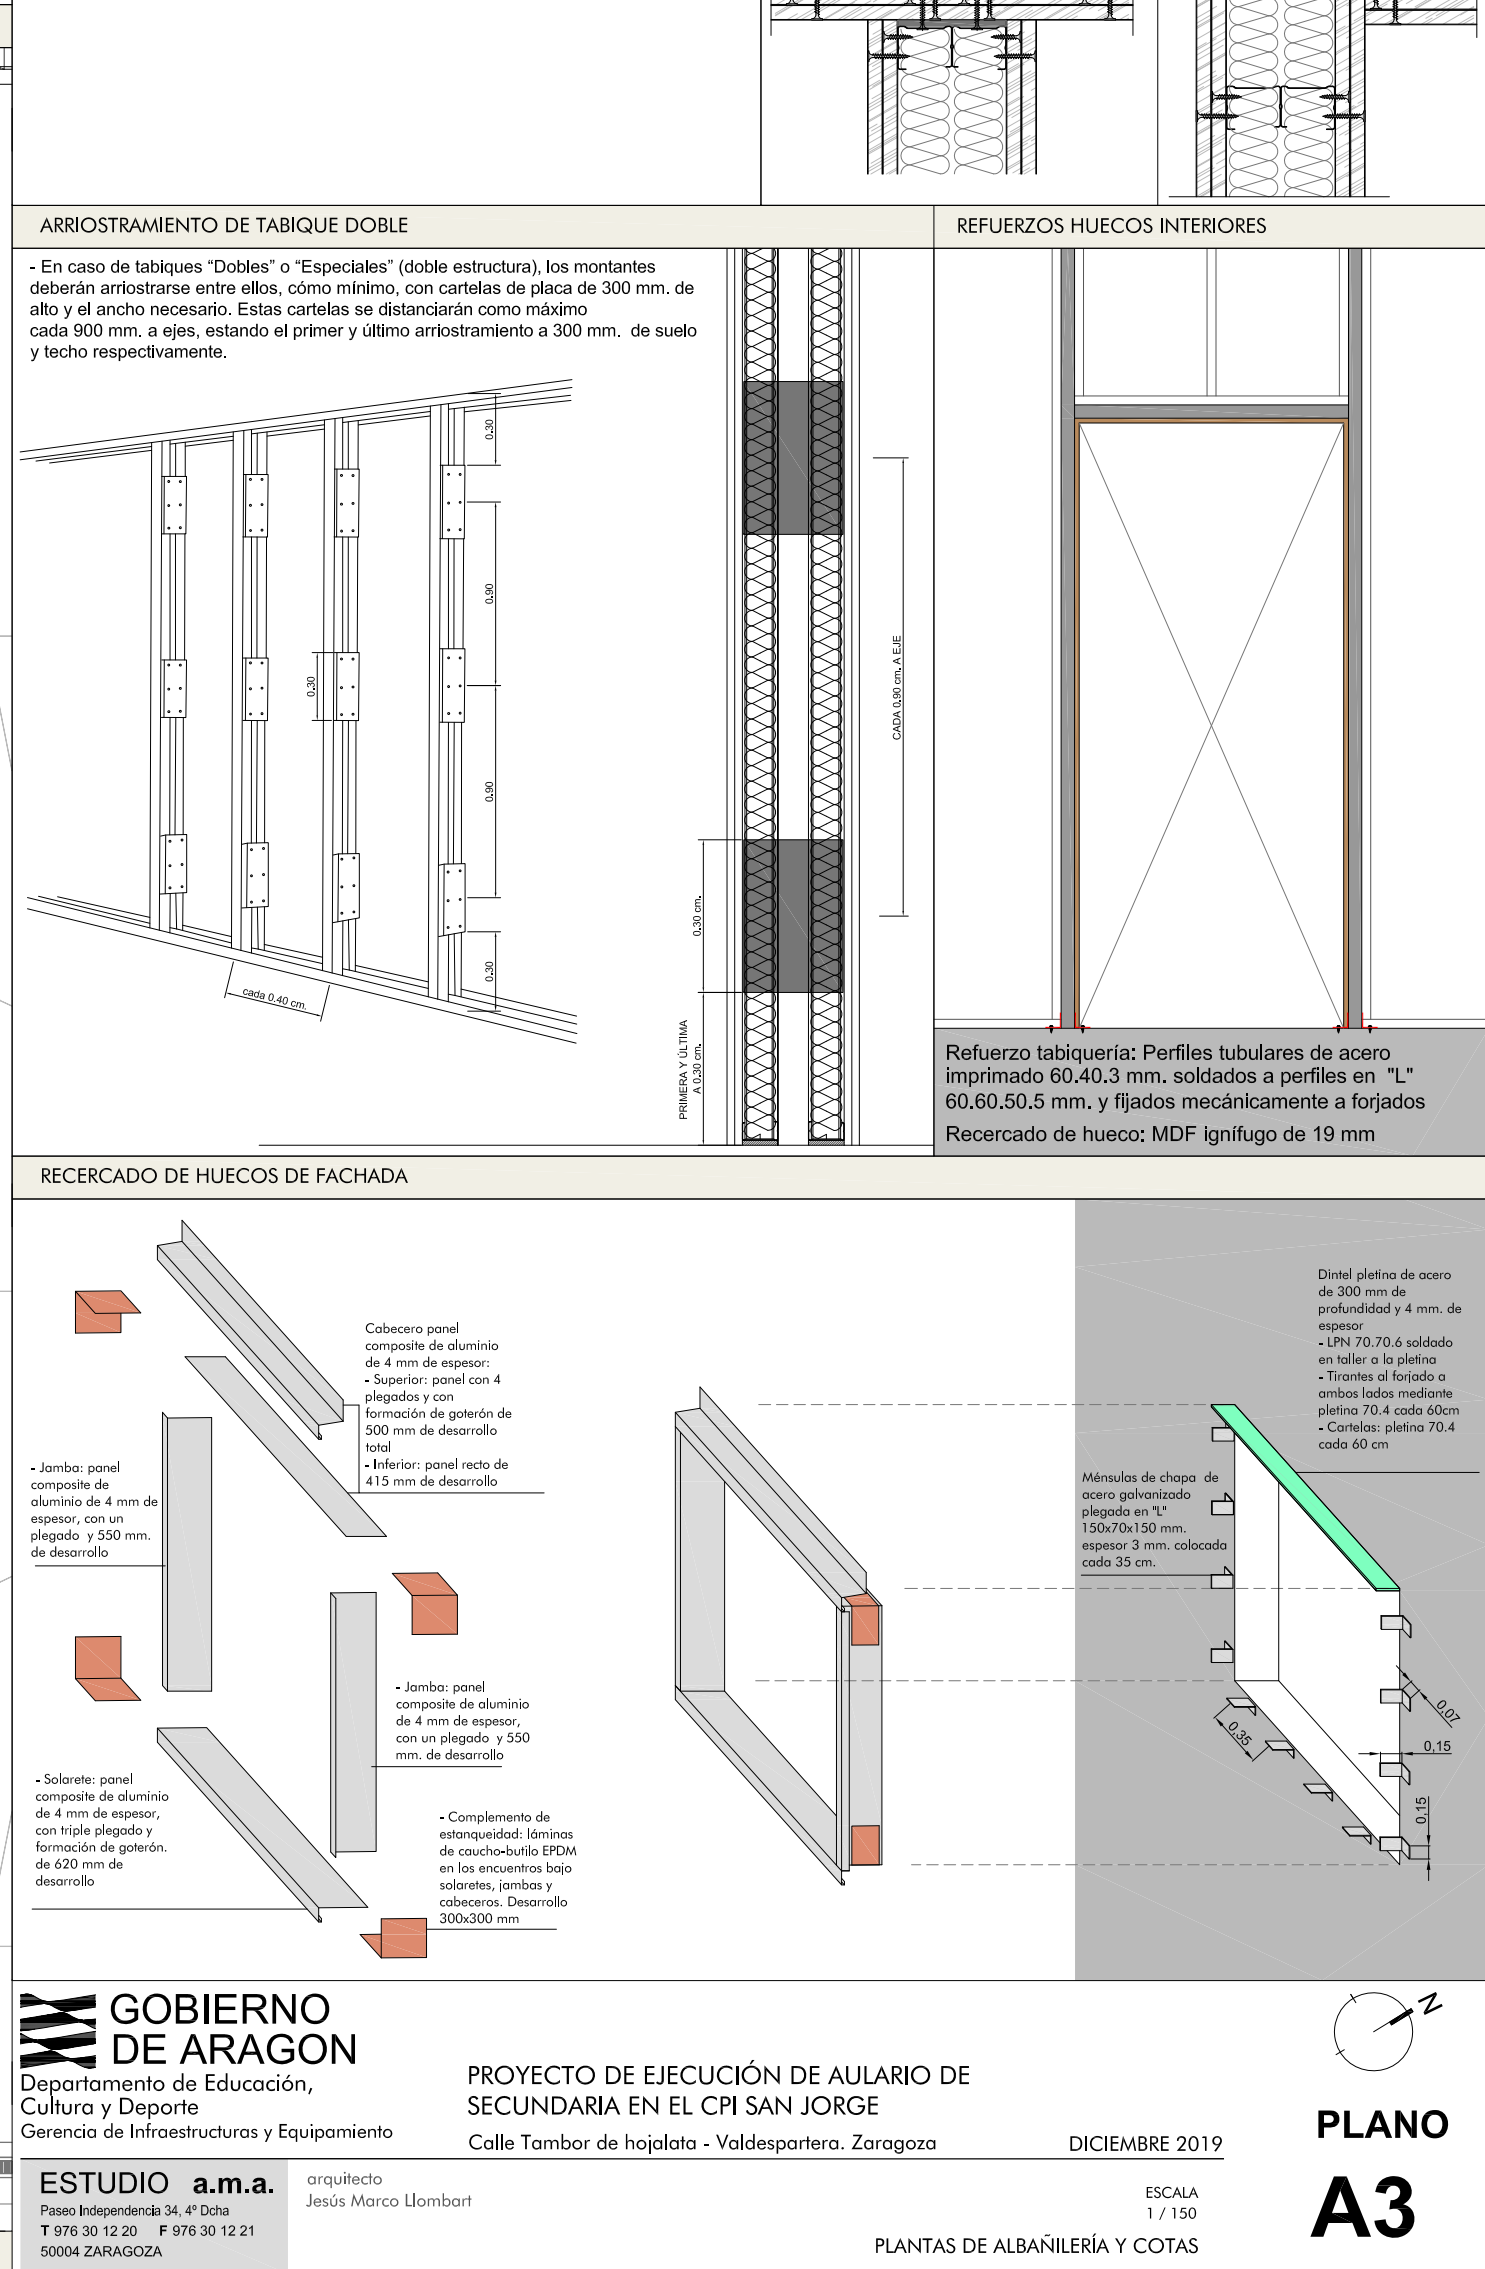 ARRIOSTRAMIENTO DE TABIQUE DOBLE
- En caso de tabiques “Dobles” o “Especiales” (doble estructura), los montantes
deberán arriostrarse entre ellos, cómo mínimo, con cartelas de placa de 300 mm. de
alto y el ancho necesario. Estas cartelas se distanciarán como máximo
cada 900 mm. a ejes, estando el primer y último arriostramiento a 300 mm. de suelo
y techo respectivamente.
0.30
0.90
0.30
0.90
0.30
cada 0.40 cm.
CADA 0.90 cm. A EJE
0.30 cm.
PRIMERA Y ÚLTIMA
A 0.30 cm.
REFUERZOS HUECOS INTERIORES
Refuerzo tabiquería: Perfiles tubulares de acero
imprimado 60.40.3 mm. soldados a perfiles en "L"
60.60.50.5 mm. y fijados mecánicamente a forjados
Recercado de hueco: MDF ignífugo de 19 mm
RECERCADO DE HUECOS DE FACHADA
Cabecero panel
composite de aluminio
de 4 mm de espesor:
- Superior: panel con 4
plegados y con
formación de goterón de
500 mm de desarrollo
total
- Inferior: panel recto de
415 mm de desarrollo
- Jamba: panel
composite de
aluminio de 4 mm de
espesor, con un
plegado y 550 mm.
de desarrollo
- Jamba: panel
composite de aluminio
de 4 mm de espesor,
con un plegado y 550
mm. de desarrollo
- Solarete: panel
composite de aluminio
de 4 mm de espesor,
con triple plegado y
formación de goterón.
de 620 mm de
desarrollo
- Complemento de
estanqueidad: láminas
de caucho-butilo EPDM
en los encuentros bajo
solaretes, jambas y
cabeceros. Desarrollo
300x300 mm
Dintel pletina de acero
de 300 mm de
profundidad y 4 mm. de
espesor
- LPN 70.70.6 soldado
en taller a la pletina
- Tirantes al forjado a
ambos lados mediante
pletina 70.4 cada 60cm
- Cartelas: pletina 70.4
cada 60 cm
Ménsulas de chapa de
acero galvanizado
plegada en "L"
150x70x150 mm.
espesor 3 mm. colocada
cada 35 cm.
0,07
0,35
0,15
0,15
GOBIERNO
DE ARAGON
Departamento de Educación,
Cultura y Deporte
Gerencia de Infraestructuras y Equipamiento
PROYECTO DE EJECUCIÓN DE AULARIO DE
SECUNDARIA EN EL CPI SAN JORGE
Calle Tambor de hojalata - Valdespartera. Zaragoza
DICIEMBRE 2019
N
PLANO
A3
ESTUDIO a.m.a.
Paseo Independencia 34, 4º Dcha
T 976 30 12 20 F 976 30 12 21
50004 ZARAGOZA
arquitecto
Jesús Marco Llombart
ESCALA
1 / 150
PLANTAS DE ALBAÑILERÍA Y COTAS